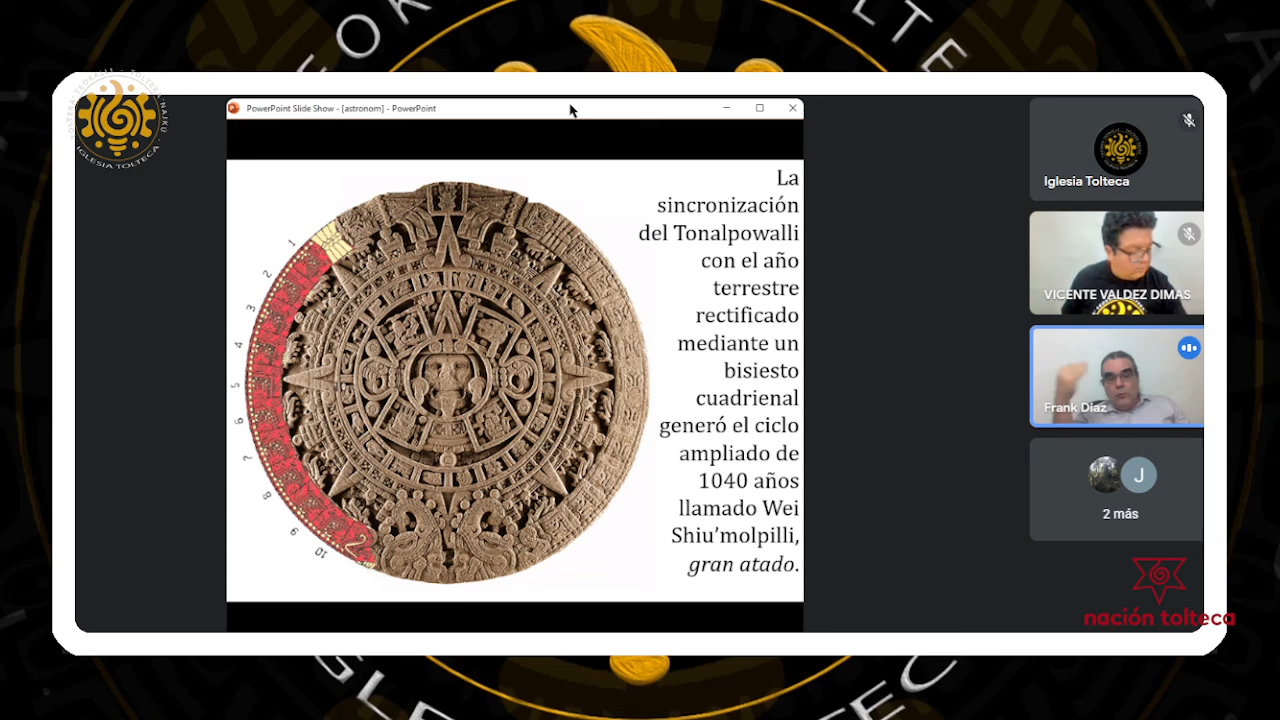 PowerPoint Slide Show - [astronom] - PowerPoint
La
sincronización
del Tonalpowalli
con el año
terrestre
rectificado
mediante un
bisiesto
cuadrienal
generó el ciclo
ampliado de
1040 años
llamado Wei
Shiu'molpilli,
gran atado.
1
2
3
4
5
6
7
8
9
10
Iglesia Tolteca
VICENTE VALDEZ DIMAS
Frank Diaz
J
2 más
nación tolteca
IGLESIA TOLTECA